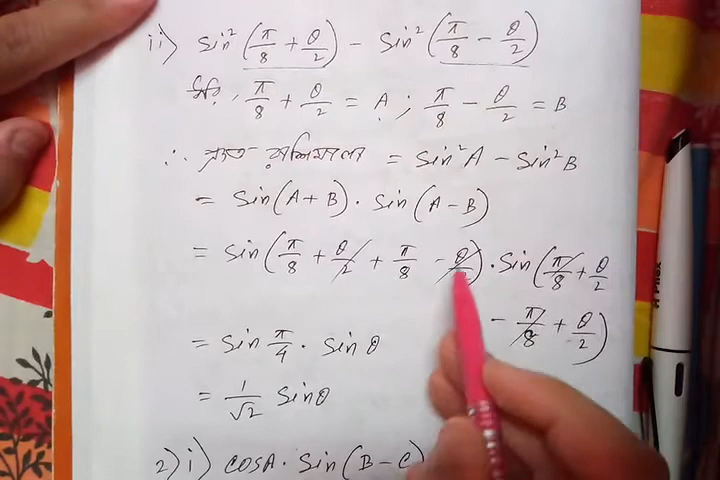 ii) sin²(π/8 + θ/2) - sin²(π/8 - θ/2)
ধরি, π/8 + θ/2 = A ; π/8 - θ/2 = B
∴ প্রদত্ত রাশিমালা = sin²A - sin²B
= sin(A+B) · sin(A-B)
= sin(π/8 + θ/2 + π/8 - θ/2) · sin(π/8 + θ/2
- π/8 + θ/2)
= sin π/4 · sin θ
= 1/√2 sinθ
2) i) cosA · sin(B-C)